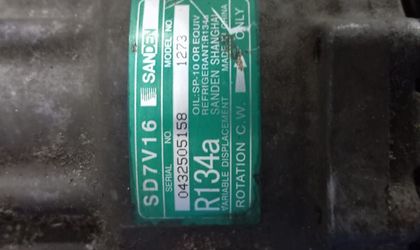 SD7V16 SANDEN
SERIAL NO
MODEL NO
0432505158 1273
R134a
OIL:SP-10 OR EQUIV
REFRIGERANT:R134a
SANDEN SHANGHAI
VARIABLE DISPLACEMENT
MADE IN CHINA
ROTATION C.W. ONLY